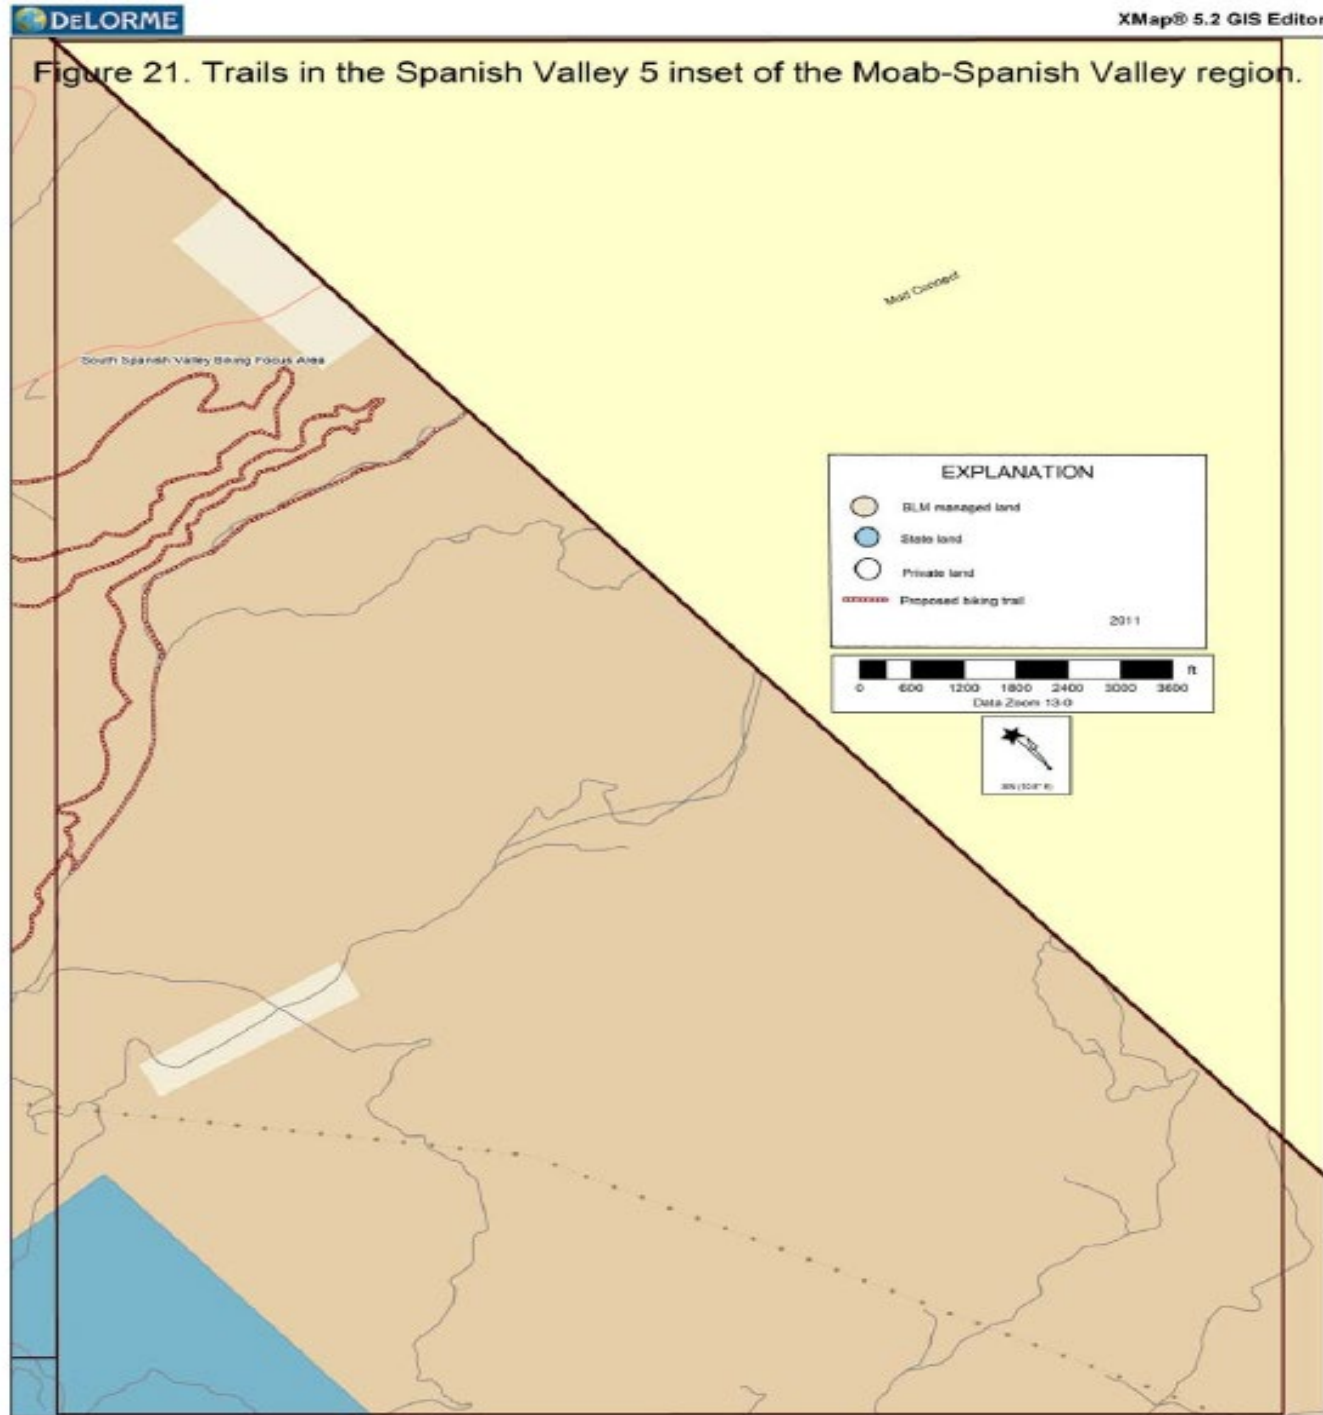 DELORME
XMap® 5.2 GIS Editor
Figure 21. Trails in the Spanish Valley 5 inset of the Moab-Spanish Valley region.
Mud Connect
South Spanish Valley Biking Focus Area
EXPLANATION
BLM managed land
State land
Private land
Proposed biking trail
2011
ft
0 600 1200 1800 2400 3000 3600
Data Zoom 13-0